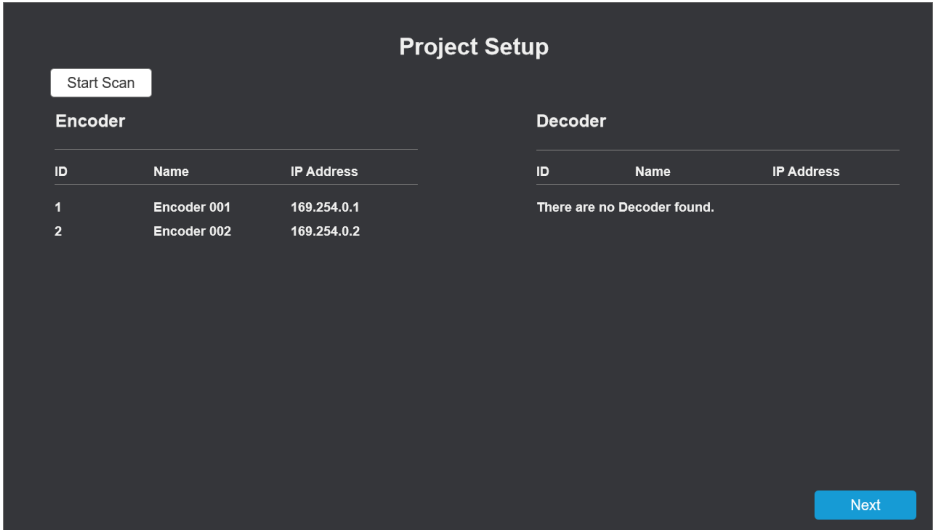 Project Setup
Start Scan
Encoder
ID Name IP Address
1 Encoder 001 169.254.0.1
2 Encoder 002 169.254.0.2
Decoder
ID Name IP Address
There are no Decoder found.
Next